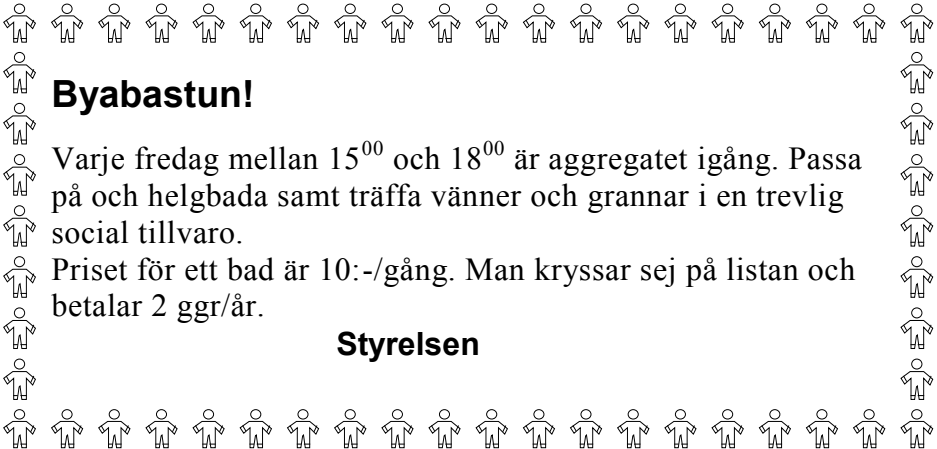 Byabastun!
Varje fredag mellan 15⁰⁰ och 18⁰⁰ är aggregatet igång. Passa
på och helgbada samt träffa vänner och grannar i en trevlig
social tillvaro.
Priset för ett bad är 10:-/gång. Man kryssar sej på listan och
betalar 2 ggr/år.
Styrelsen